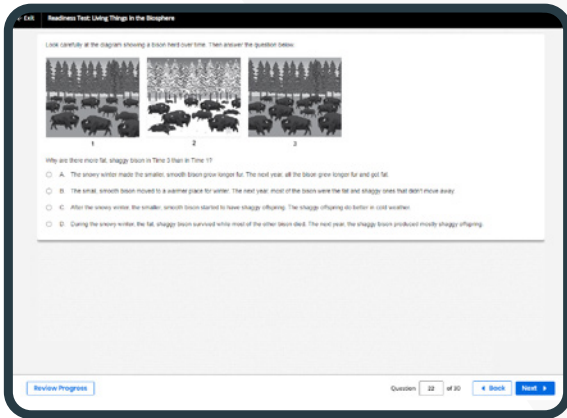 Exit Readiness Test: Living Things in the Biosphere
Look carefully at the diagram showing a bison herd over time. Then answer the question below.
1 2 3
Why are there more fat, shaggy bison in Time 3 than in Time 1?
A. The snowy winter made the smaller, smooth bison grow longer fur. The next year, all the bison grew longer fur and got fat.
B. The small, smooth bison moved to a warmer place for winter. The next year, most of the bison were the fat and shaggy ones that didn't move away.
C. After the snowy winter, the smaller, smooth bison started to have shaggy offspring. The shaggy offspring do better in cold weather.
D. During the snowy winter, the fat, shaggy bison survived while most of the other bison died. The next year, the shaggy bison produced mostly shaggy offspring.
Review Progress Question 22 of 30 Back Next